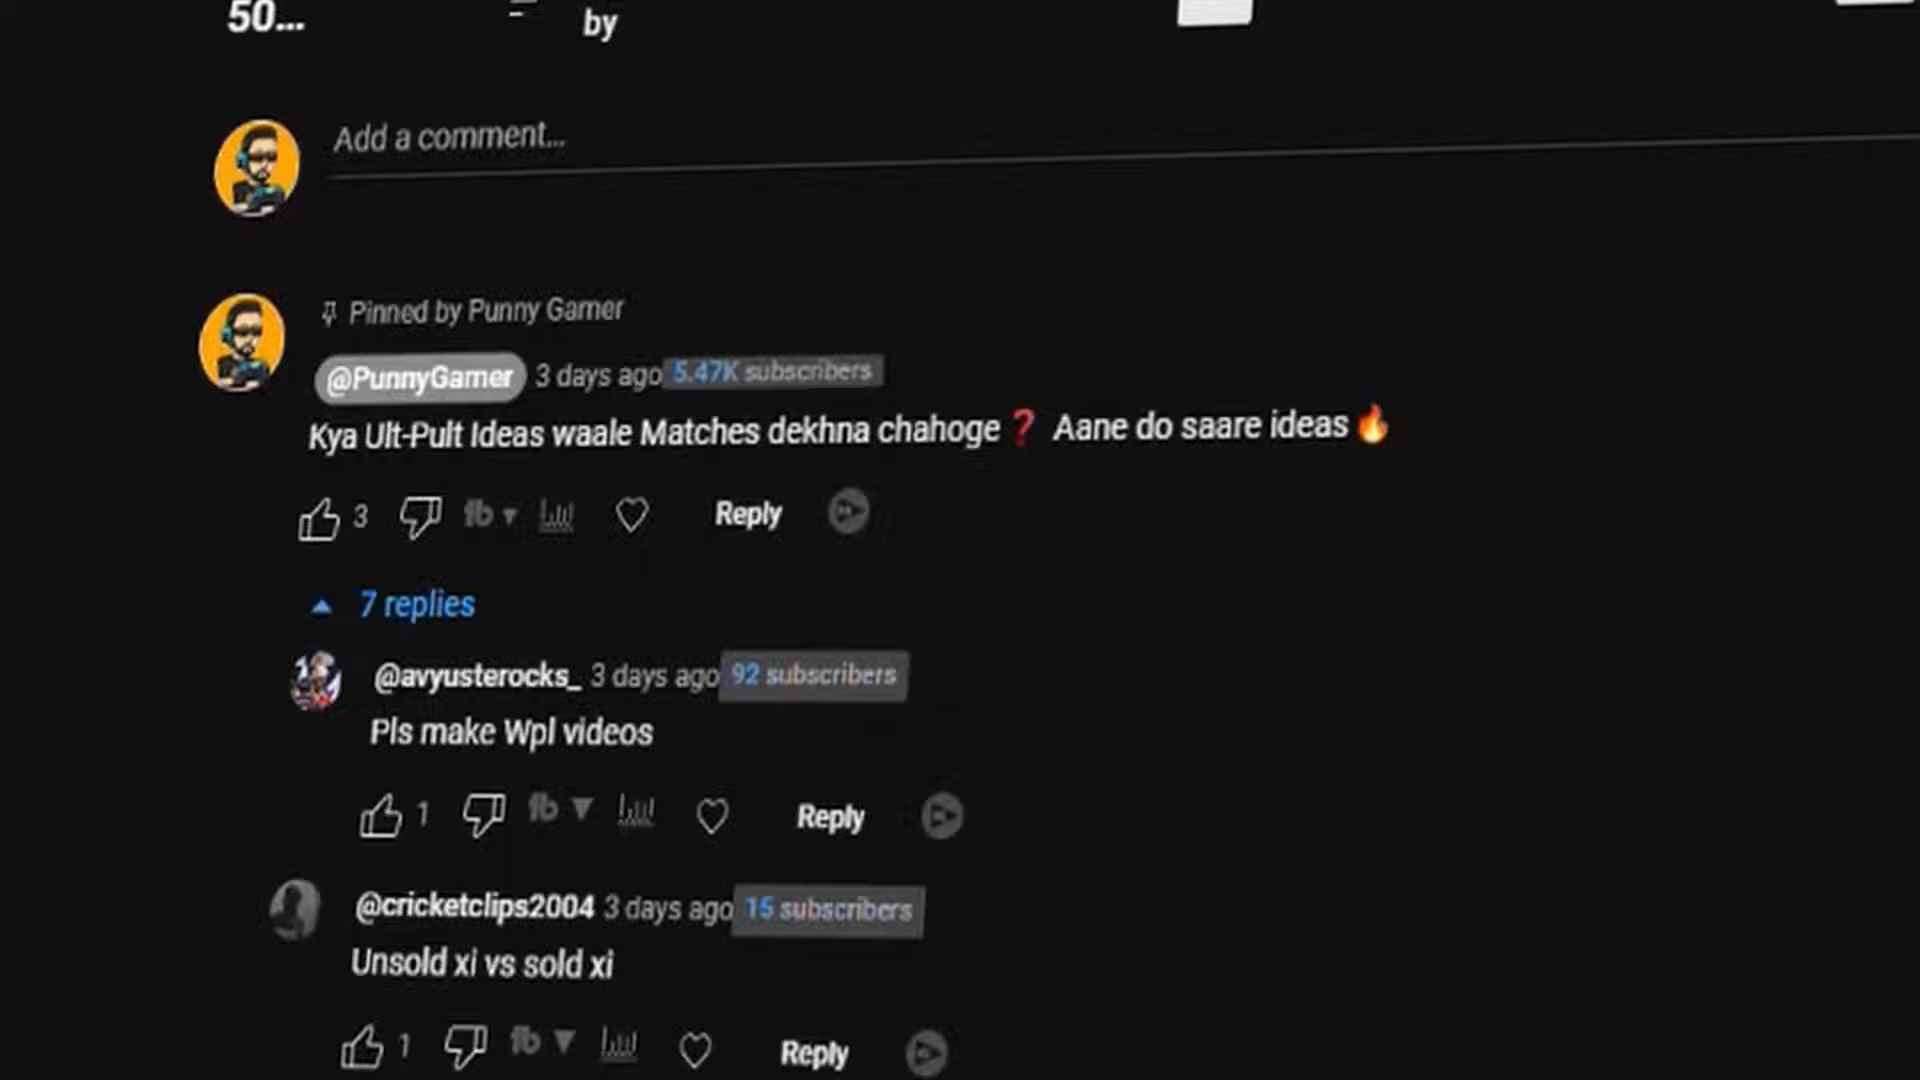 50...
by
Add a comment...
Pinned by Punny Gamer
@PunnyGamer 3 days ago 5.47K subscribers
Kya Ult-Pult Ideas waale Matches dekhna chahoge ❓ Aane do saare ideas 🔥
3 Reply
7 replies
@avyusterocks_ 3 days ago 92 subscribers
Pls make Wpl videos
1 Reply
@cricketclips2004 3 days ago 15 subscribers
Unsold xi vs sold xi
1 Reply